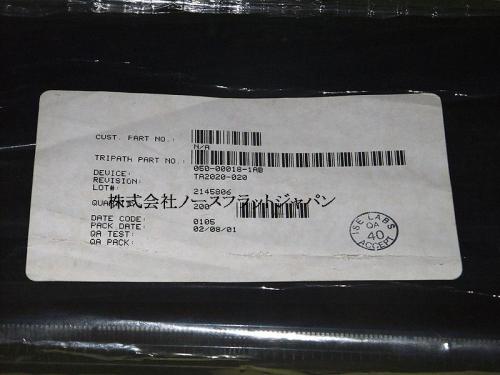 CUST. PART NO.:
N/A
TRIPATH PART NO.:
050-00018-1AB
DEVICE: TA2020-020
REVISION:
LOT#: 2145806
株式会社ノースフラットジャパン
QUANTITY: 200
DATE CODE: 0105
PACK DATE: 02/08/01
QA TEST:
QA PACK:
ISE LABS
QA
40
ACCEPT